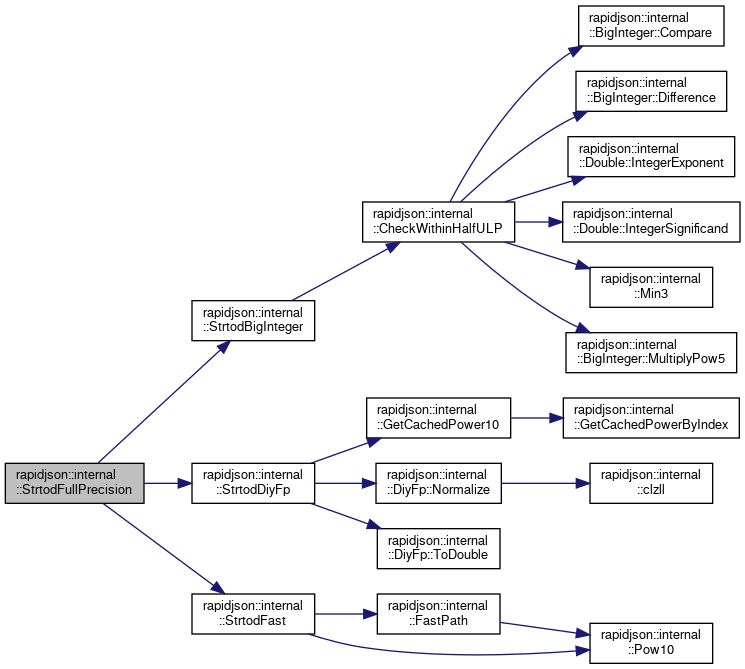 rapidjson::internal
::BigInteger::Compare
rapidjson::internal
::BigInteger::Difference
rapidjson::internal
::Double::IntegerExponent
rapidjson::internal
::CheckWithinHalfULP
rapidjson::internal
::Double::IntegerSignificand
rapidjson::internal
::Min3
rapidjson::internal
::StrtodBigInteger
rapidjson::internal
::BigInteger::MultiplyPow5
rapidjson::internal
::GetCachedPower10
rapidjson::internal
::GetCachedPowerByIndex
rapidjson::internal
::StrtodFullPrecision
rapidjson::internal
::StrtodDiyFp
rapidjson::internal
::DiyFp::Normalize
rapidjson::internal
::clzll
rapidjson::internal
::DiyFp::ToDouble
rapidjson::internal
::StrtodFast
rapidjson::internal
::FastPath
rapidjson::internal
::Pow10